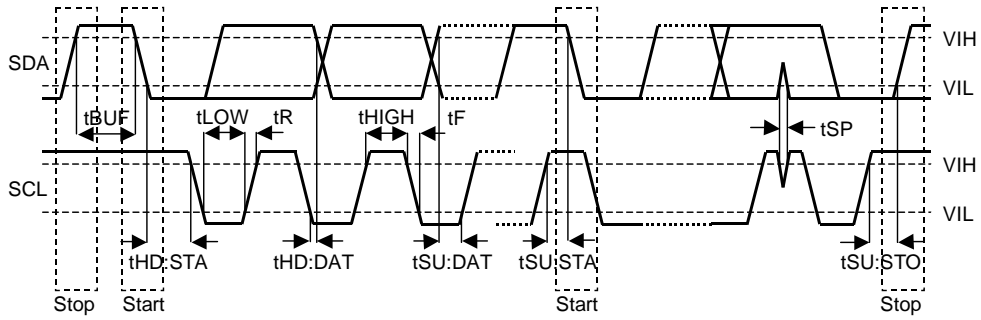 VIH
SDA
VIL
tBUF tLOW tR tHIGH tF
tSP
VIH
SCL
VIL
tHD:STA tHD:DAT tSU:DAT tSU:STA tSU:STO
Stop Start Start Stop